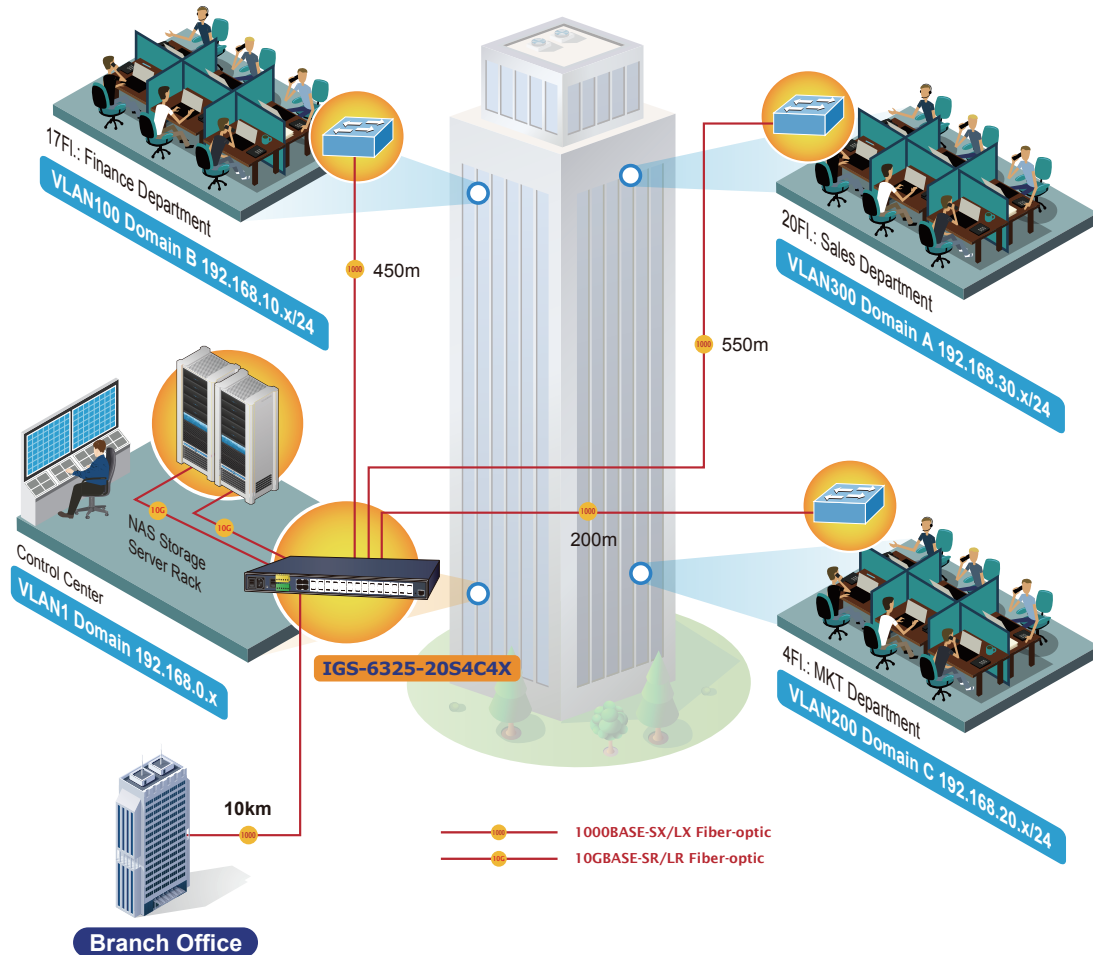 17Fl.: Finance Department
VLAN100 Domain B 192.168.10.x/24
1000
450m
20Fl.: Sales Department
VLAN300 Domain A 192.168.30.x/24
1000
550m
10G
10G
NAS Storage
Server Rack
Control Center
VLAN1 Domain 192.168.0.x
IGS-6325-20S4C4X
1000
200m
4Fl.: MKT Department
VLAN200 Domain C 192.168.20.x/24
10km
1000
Branch Office
1000
1000BASE-SX/LX Fiber-optic
10G
10GBASE-SR/LR Fiber-optic